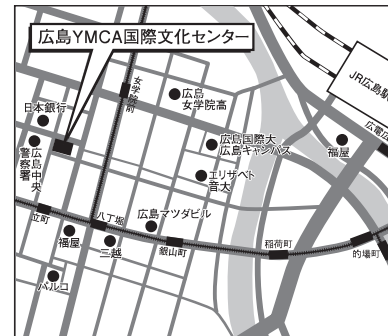 広島YMCA国際文化センター
JR広島駅
広電
女学院前
広島
女学院高
日本銀行
広島中央
警察署
広島国際大
広島キャンパス
福屋
エリザベト
音大
立町
八丁堀
広島マツダビル
福屋
三越
銀山町
稲荷町
的場町
パルコ